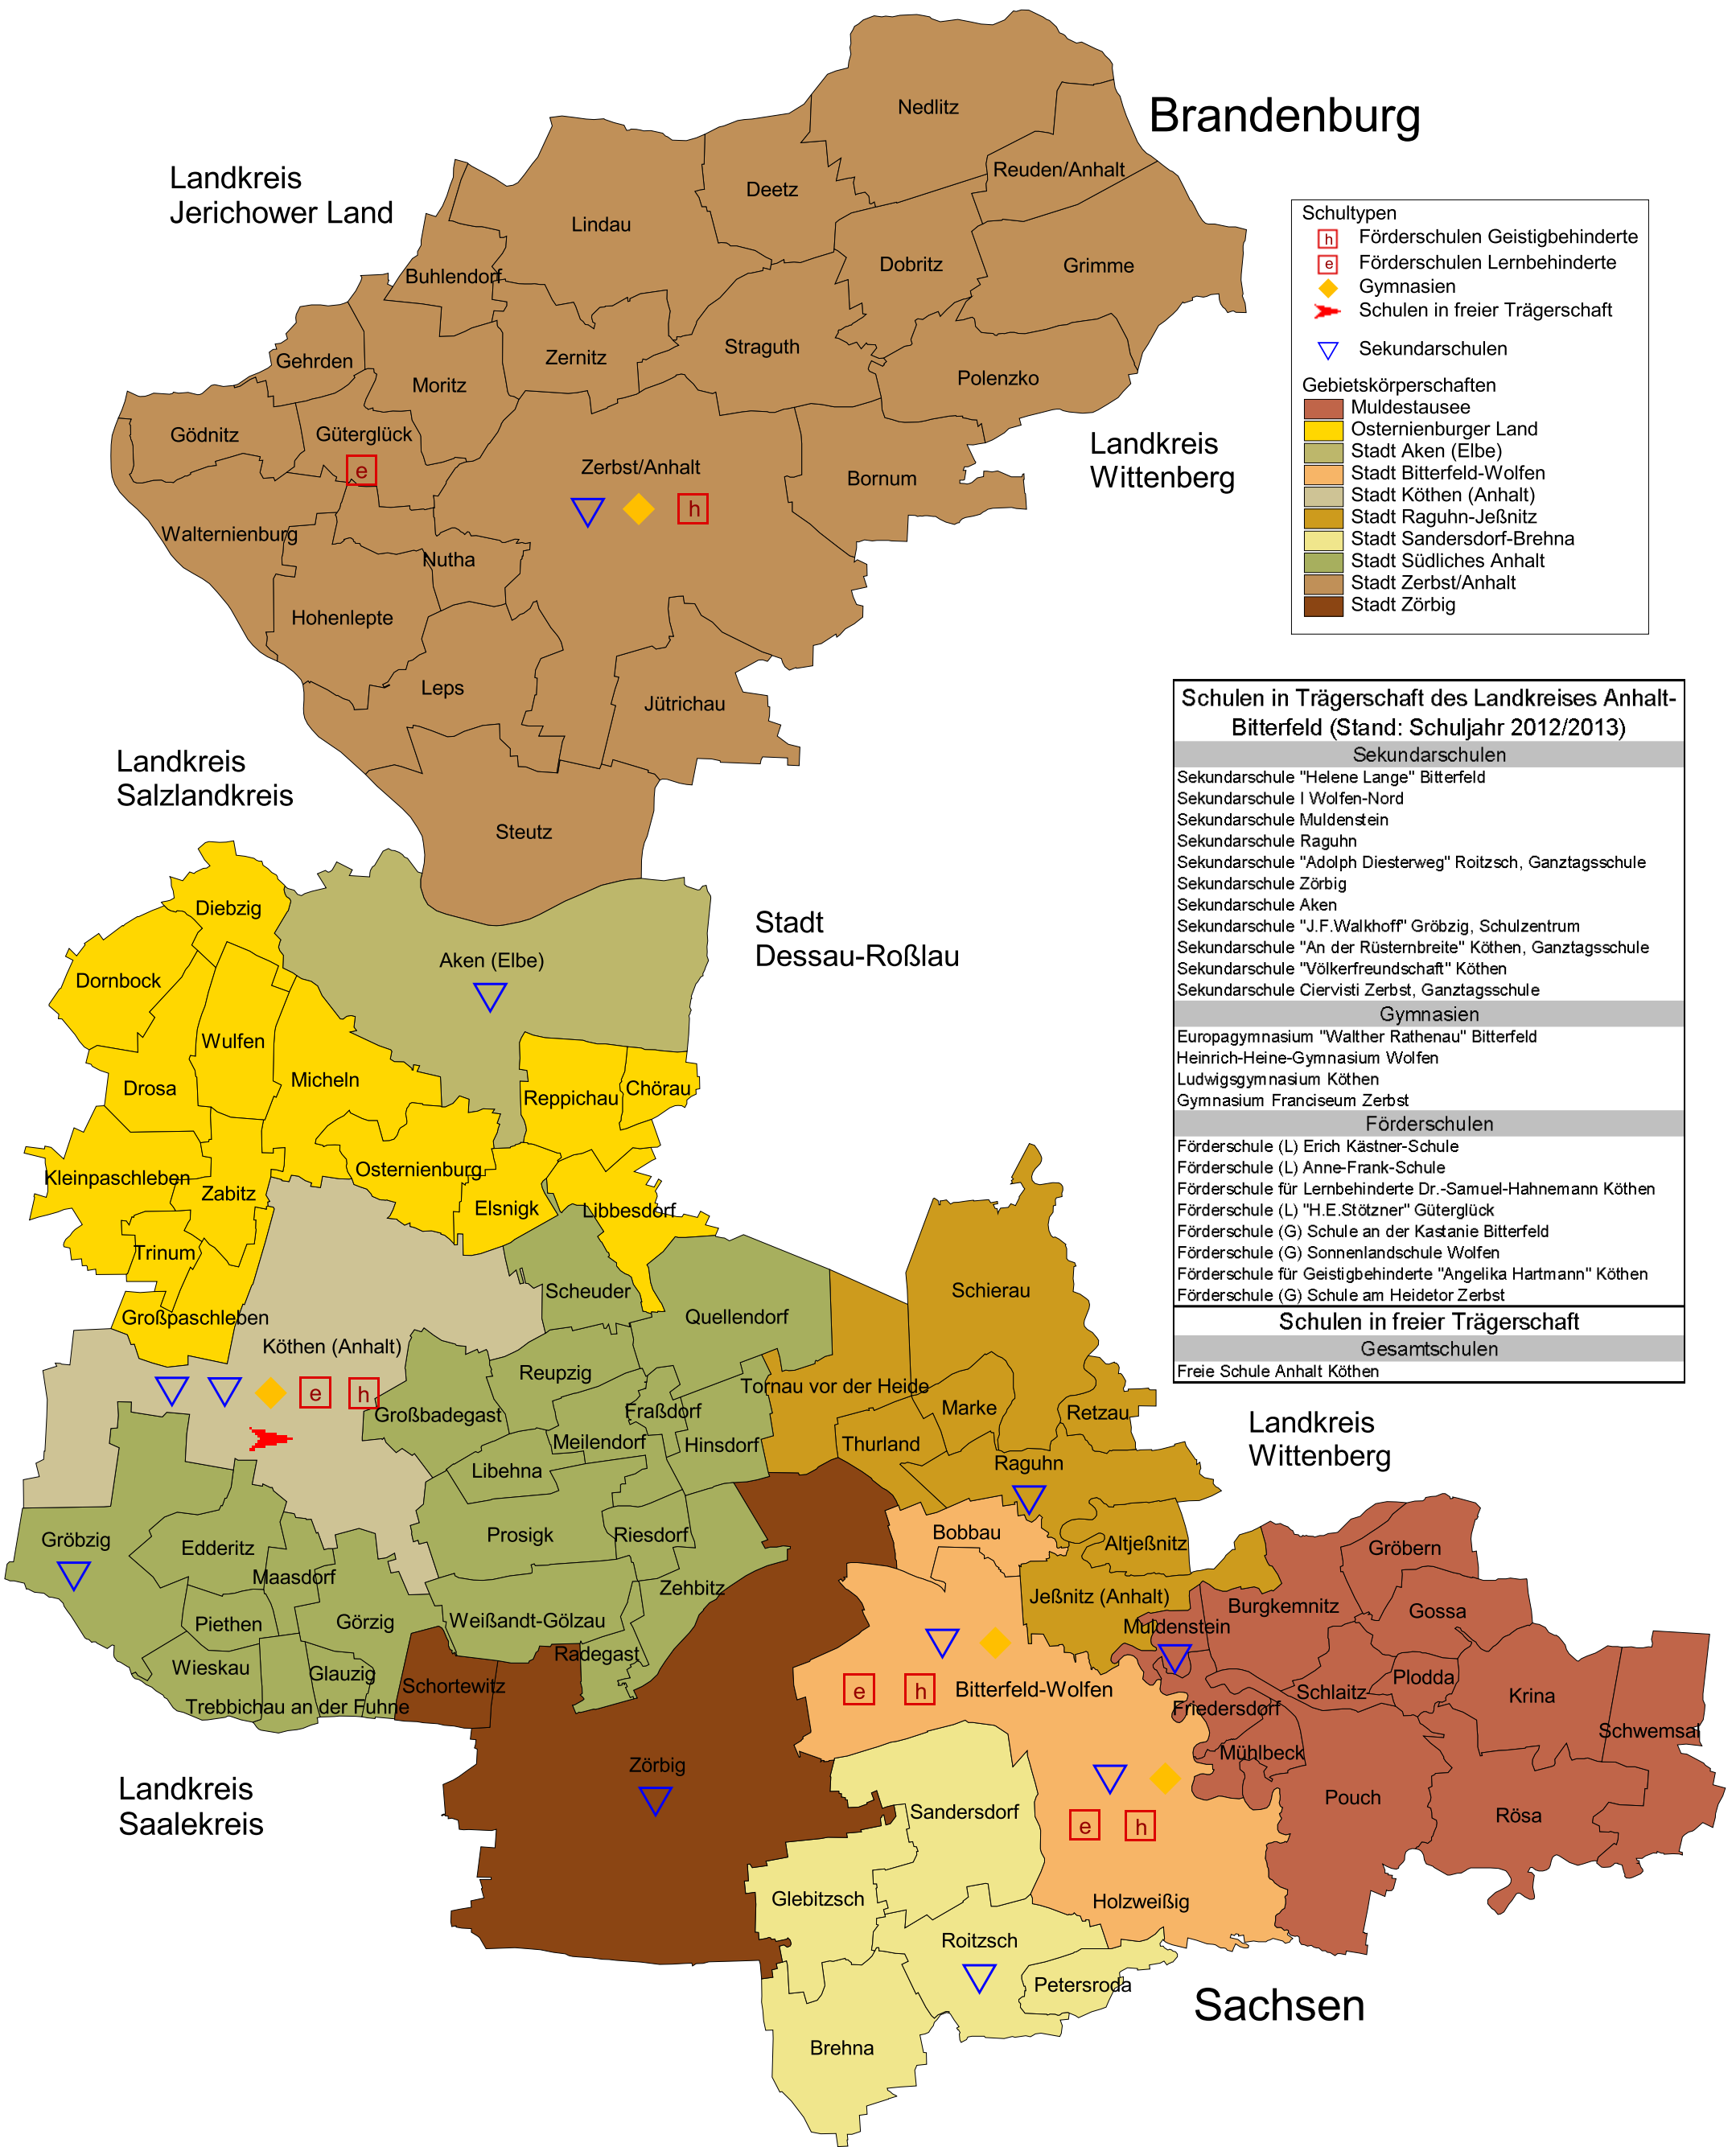 Brandenburg
Nedlitz
Reuden/Anhalt
Landkreis
Jerichower Land
Deetz
Lindau
Dobritz
Grimme
Buhlendorf
Zernitz
Straguth
Gehrden
Moritz
Polenzko
Gödnitz
Güterglück
e
Zerbst/Anhalt
h
Bornum
Landkreis
Wittenberg
Walternienburg
Nutha
Hohenlepte
Leps
Jütrichau
Landkreis
Salzlandkreis
Steutz
Schultypen
h Förderschulen Geistigbehinderte
e Förderschulen Lernbehinderte
Gymnasien
Schulen in freier Trägerschaft
Sekundarschulen
Gebietskörperschaften
Muldestausee
Osternienburger Land
Stadt Aken (Elbe)
Stadt Bitterfeld-Wolfen
Stadt Köthen (Anhalt)
Stadt Raguhn-Jeßnitz
Stadt Sandersdorf-Brehna
Stadt Südliches Anhalt
Stadt Zerbst/Anhalt
Stadt Zörbig
Schulen in Trägerschaft des Landkreises Anhalt-
Bitterfeld (Stand: Schuljahr 2012/2013)
Sekundarschulen
Sekundarschule "Helene Lange" Bitterfeld
Sekundarschule I Wolfen-Nord
Sekundarschule Muldenstein
Sekundarschule Raguhn
Sekundarschule "Adolph Diesterweg" Roitzsch, Ganztagsschule
Sekundarschule Zörbig
Sekundarschule Aken
Sekundarschule "J.F.Walkhoff" Gröbzig, Schulzentrum
Sekundarschule "An der Rüsternbreite" Köthen, Ganztagsschule
Sekundarschule "Völkerfreundschaft" Köthen
Sekundarschule Ciervisti Zerbst, Ganztagsschule
Gymnasien
Europagymnasium "Walther Rathenau" Bitterfeld
Heinrich-Heine-Gymnasium Wolfen
Ludwigsgymnasium Köthen
Gymnasium Franciseum Zerbst
Förderschulen
Förderschule (L) Erich Kästner-Schule
Förderschule (L) Anne-Frank-Schule
Förderschule für Lernbehinderte Dr.-Samuel-Hahnemann Köthen
Förderschule (L) "H.E.Stötzner" Güterglück
Förderschule (G) Schule an der Kastanie Bitterfeld
Förderschule (G) Sonnenlandschule Wolfen
Förderschule für Geistigbehinderte "Angelika Hartmann" Köthen
Förderschule (G) Schule am Heidetor Zerbst
Schulen in freier Trägerschaft
Gesamtschulen
Freie Schule Anhalt Köthen
Diebzig
Stadt
Dessau-Roßlau
Aken (Elbe)
Dornbock
Wulfen
Micheln
Drosa
Reppichau
Chörau
Kleinpaschleben
Osternienburg
Zabitz
Elsnigk
Libbesdorf
Trinum
Scheuder
Schierau
Großpaschleben
Quellendorf
Köthen (Anhalt)
e
h
Reupzig
Tornau vor der Heide
Großbadegast
Fraßdorf
Marke
Retzau
Meilendorf
Hinsdorf
Thurland
Landkreis
Wittenberg
Libehna
Raguhn
Gröbzig
Edderitz
Prosigk
Riesdorf
Bobbau
Altjeßnitz
Gröbern
Maasdorf
Zehbitz
Jeßnitz (Anhalt)
Burgkemnitz
Gossa
Piethen
Görzig
Weißandt-Gölzau
Muldenstein
Wieskau
Glauzig
Radegast
Schortewitz
e
h
Bitterfeld-Wolfen
Plodda
Schlaitz
Krina
Trebbichau an der Fuhne
Friedersdorf
Schwemsal
Mühlbeck
Zörbig
Landkreis
Saalekreis
Sandersdorf
e
h
Pouch
Rösa
Glebitzsch
Holzweißig
Roitzsch
Petersroda
Sachsen
Brehna